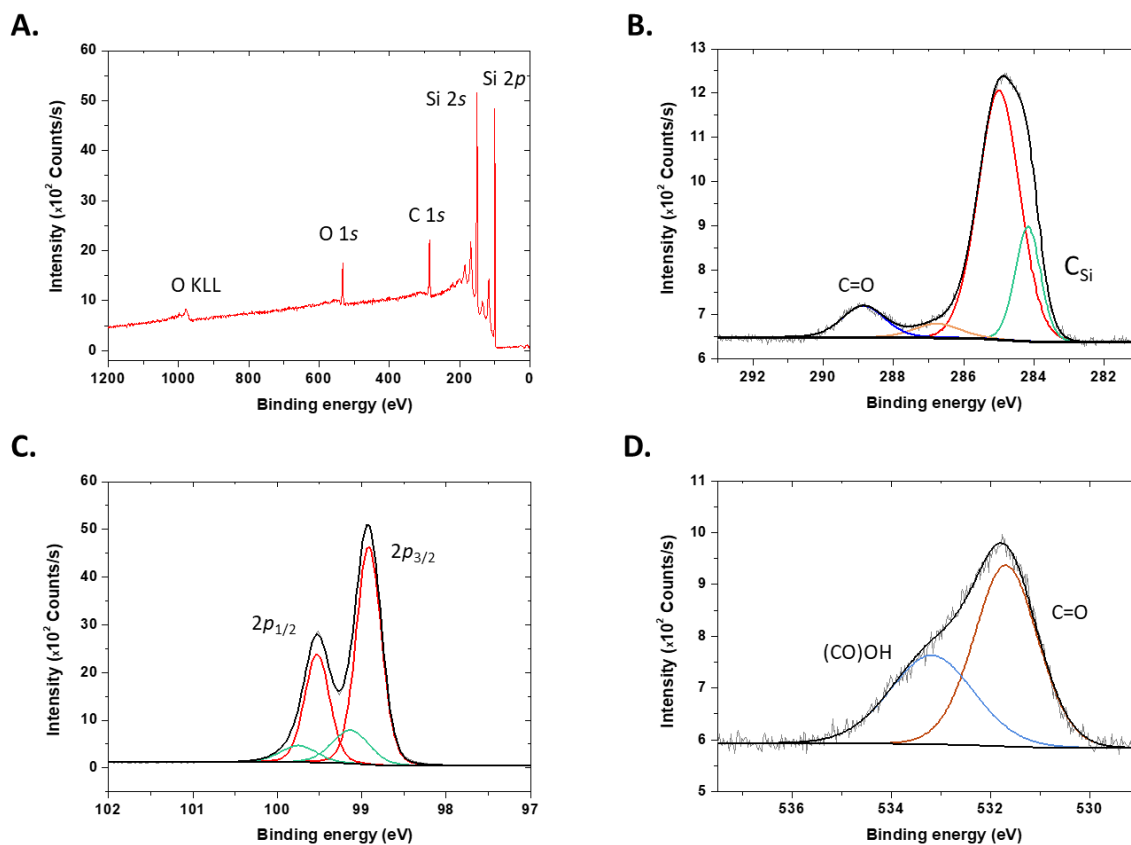 A.
60
50
40
30
20
10
0
Intensity (x10² Counts/s)
Si 2p
Si 2s
C 1s
O 1s
O KLL
1200 1000 800 600 400 200 0
Binding energy (eV)
B.
13
12
11
9
8
7
6
Intensity (x10² Counts/s)
C=O
CSi
292 290 288 286 284 282
Binding energy (eV)
C.
60
50
40
30
20
10
0
Intensity (x10² Counts/s)
2p3/2
2p1/2
102 101 100 99 98 97
Binding energy (eV)
D.
11
10
9
8
7
6
5
Intensity (x10² Counts/s)
C=O
(CO)OH
536 534 532 530
Binding energy (eV)